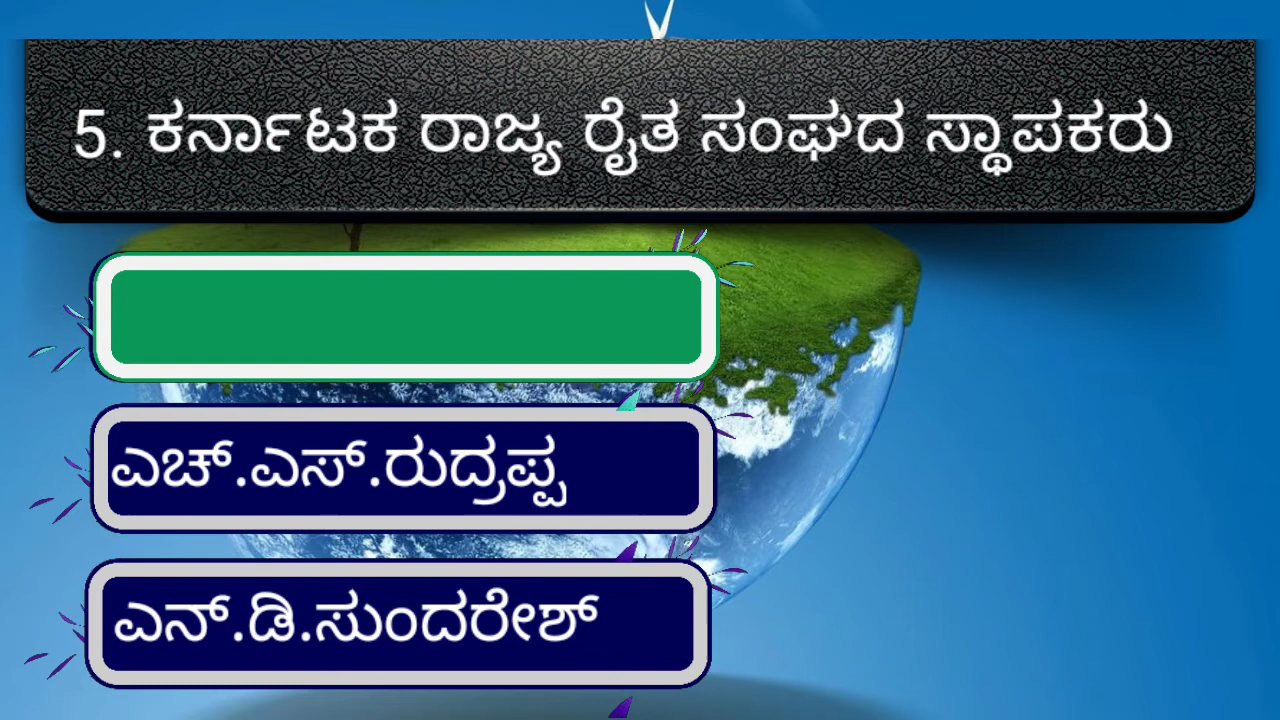 5. ಕರ್ನಾಟಕ ರಾಜ್ಯ ರೈತ ಸಂಘದ ಸ್ಥಾಪಕರು
ಎಚ್.ಎಸ್.ರುದ್ರಪ್ಪ
ಎನ್.ಡಿ.ಸುಂದರೇಶ್